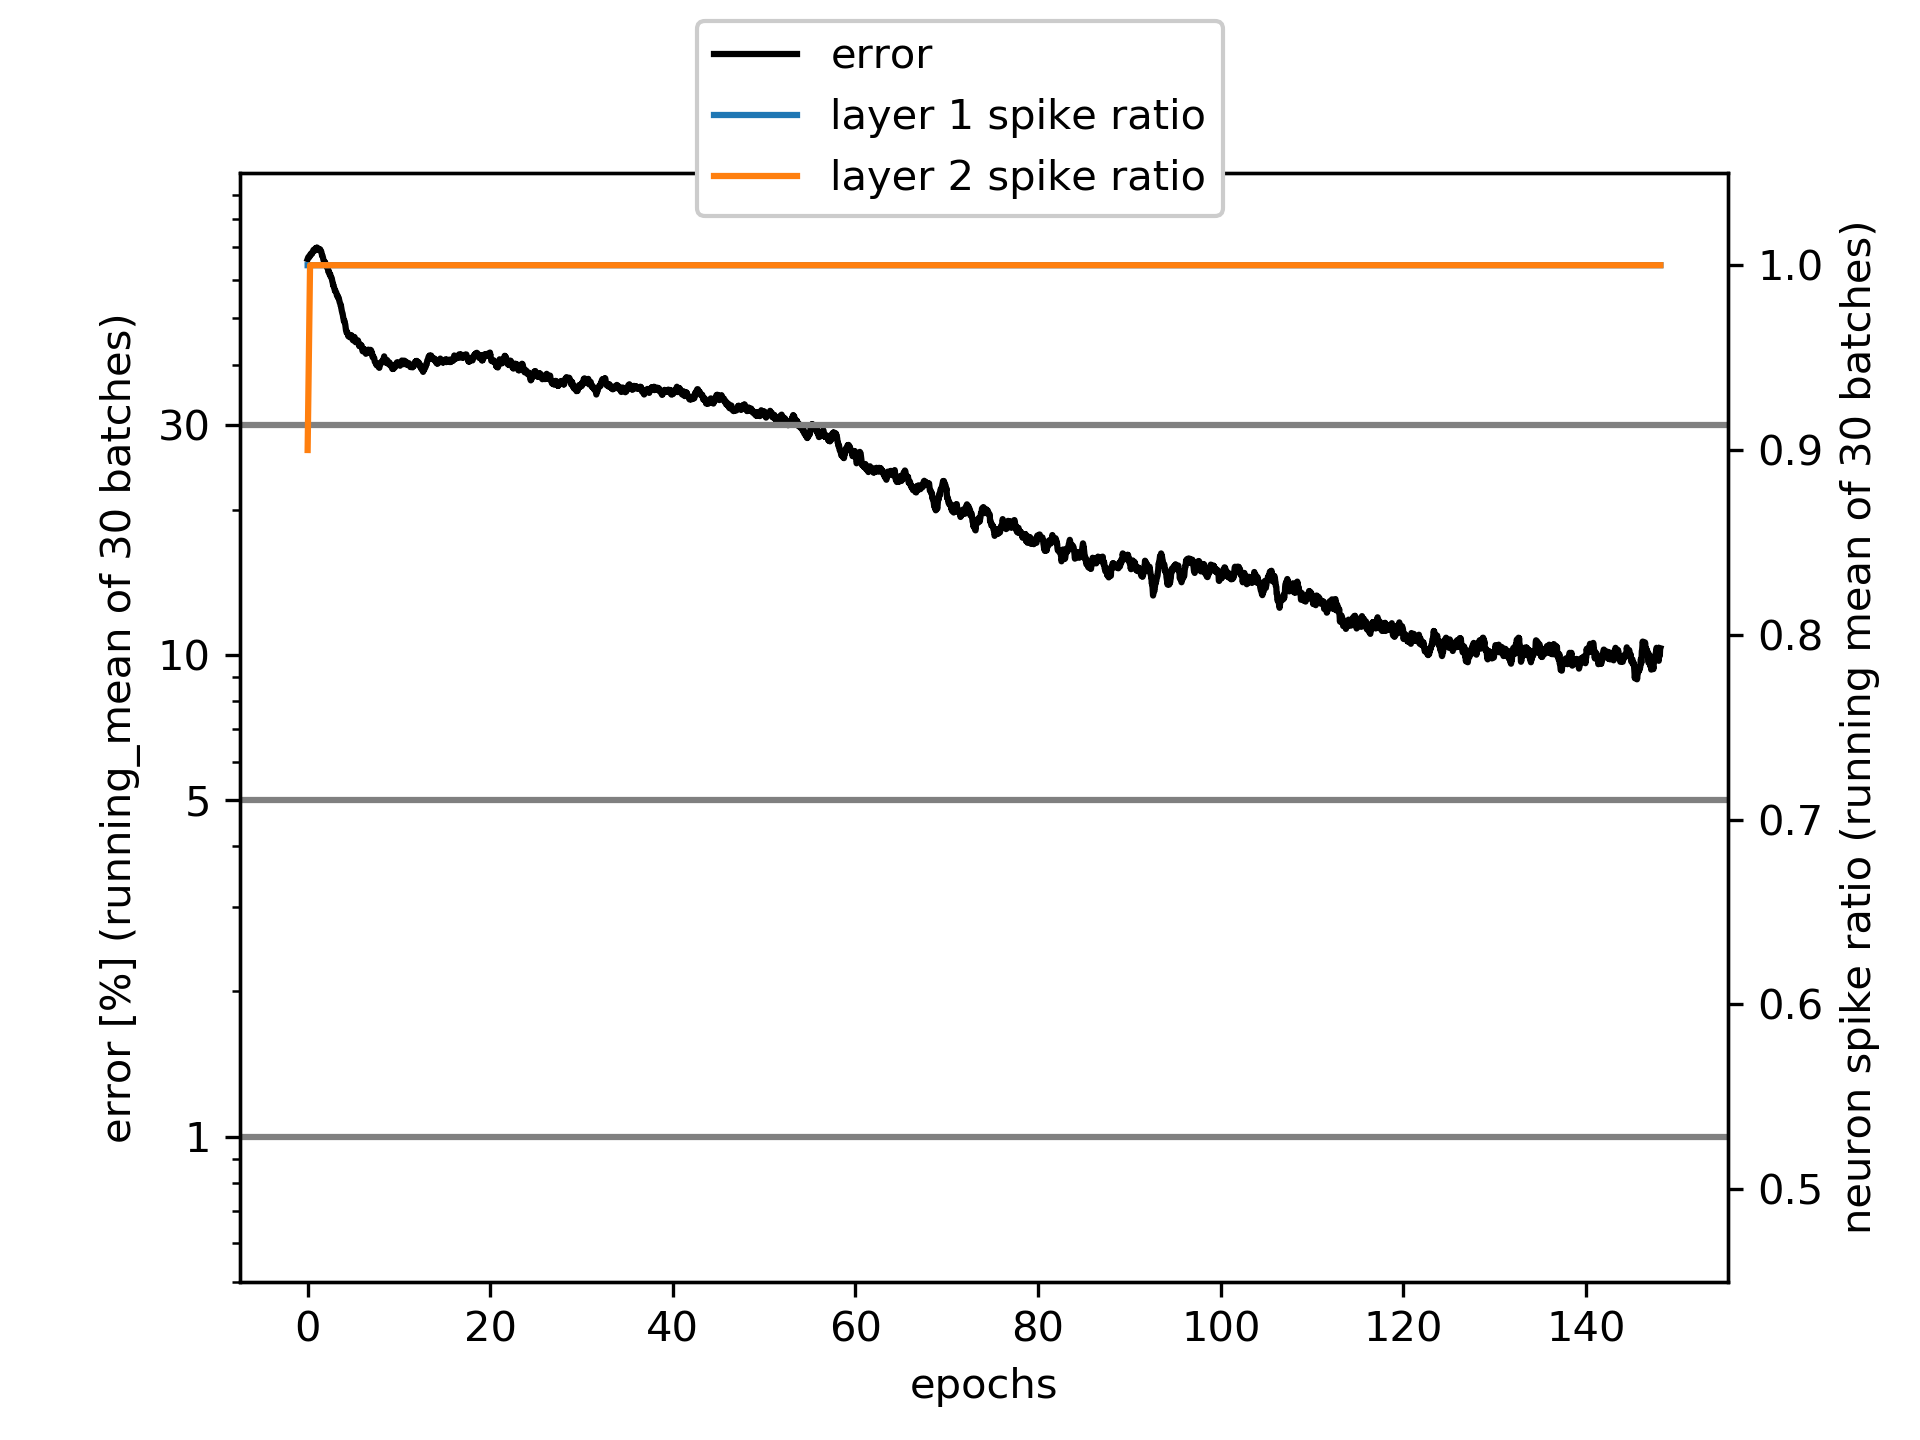 error
layer 1 spike ratio
layer 2 spike ratio
error [%] (running_mean of 30 batches)
30
10
5
1
1.0
0.9
0.8
0.7
0.6
0.5
neuron spike ratio (running mean of 30 batches)
0 20 40 60 80 100 120 140
epochs